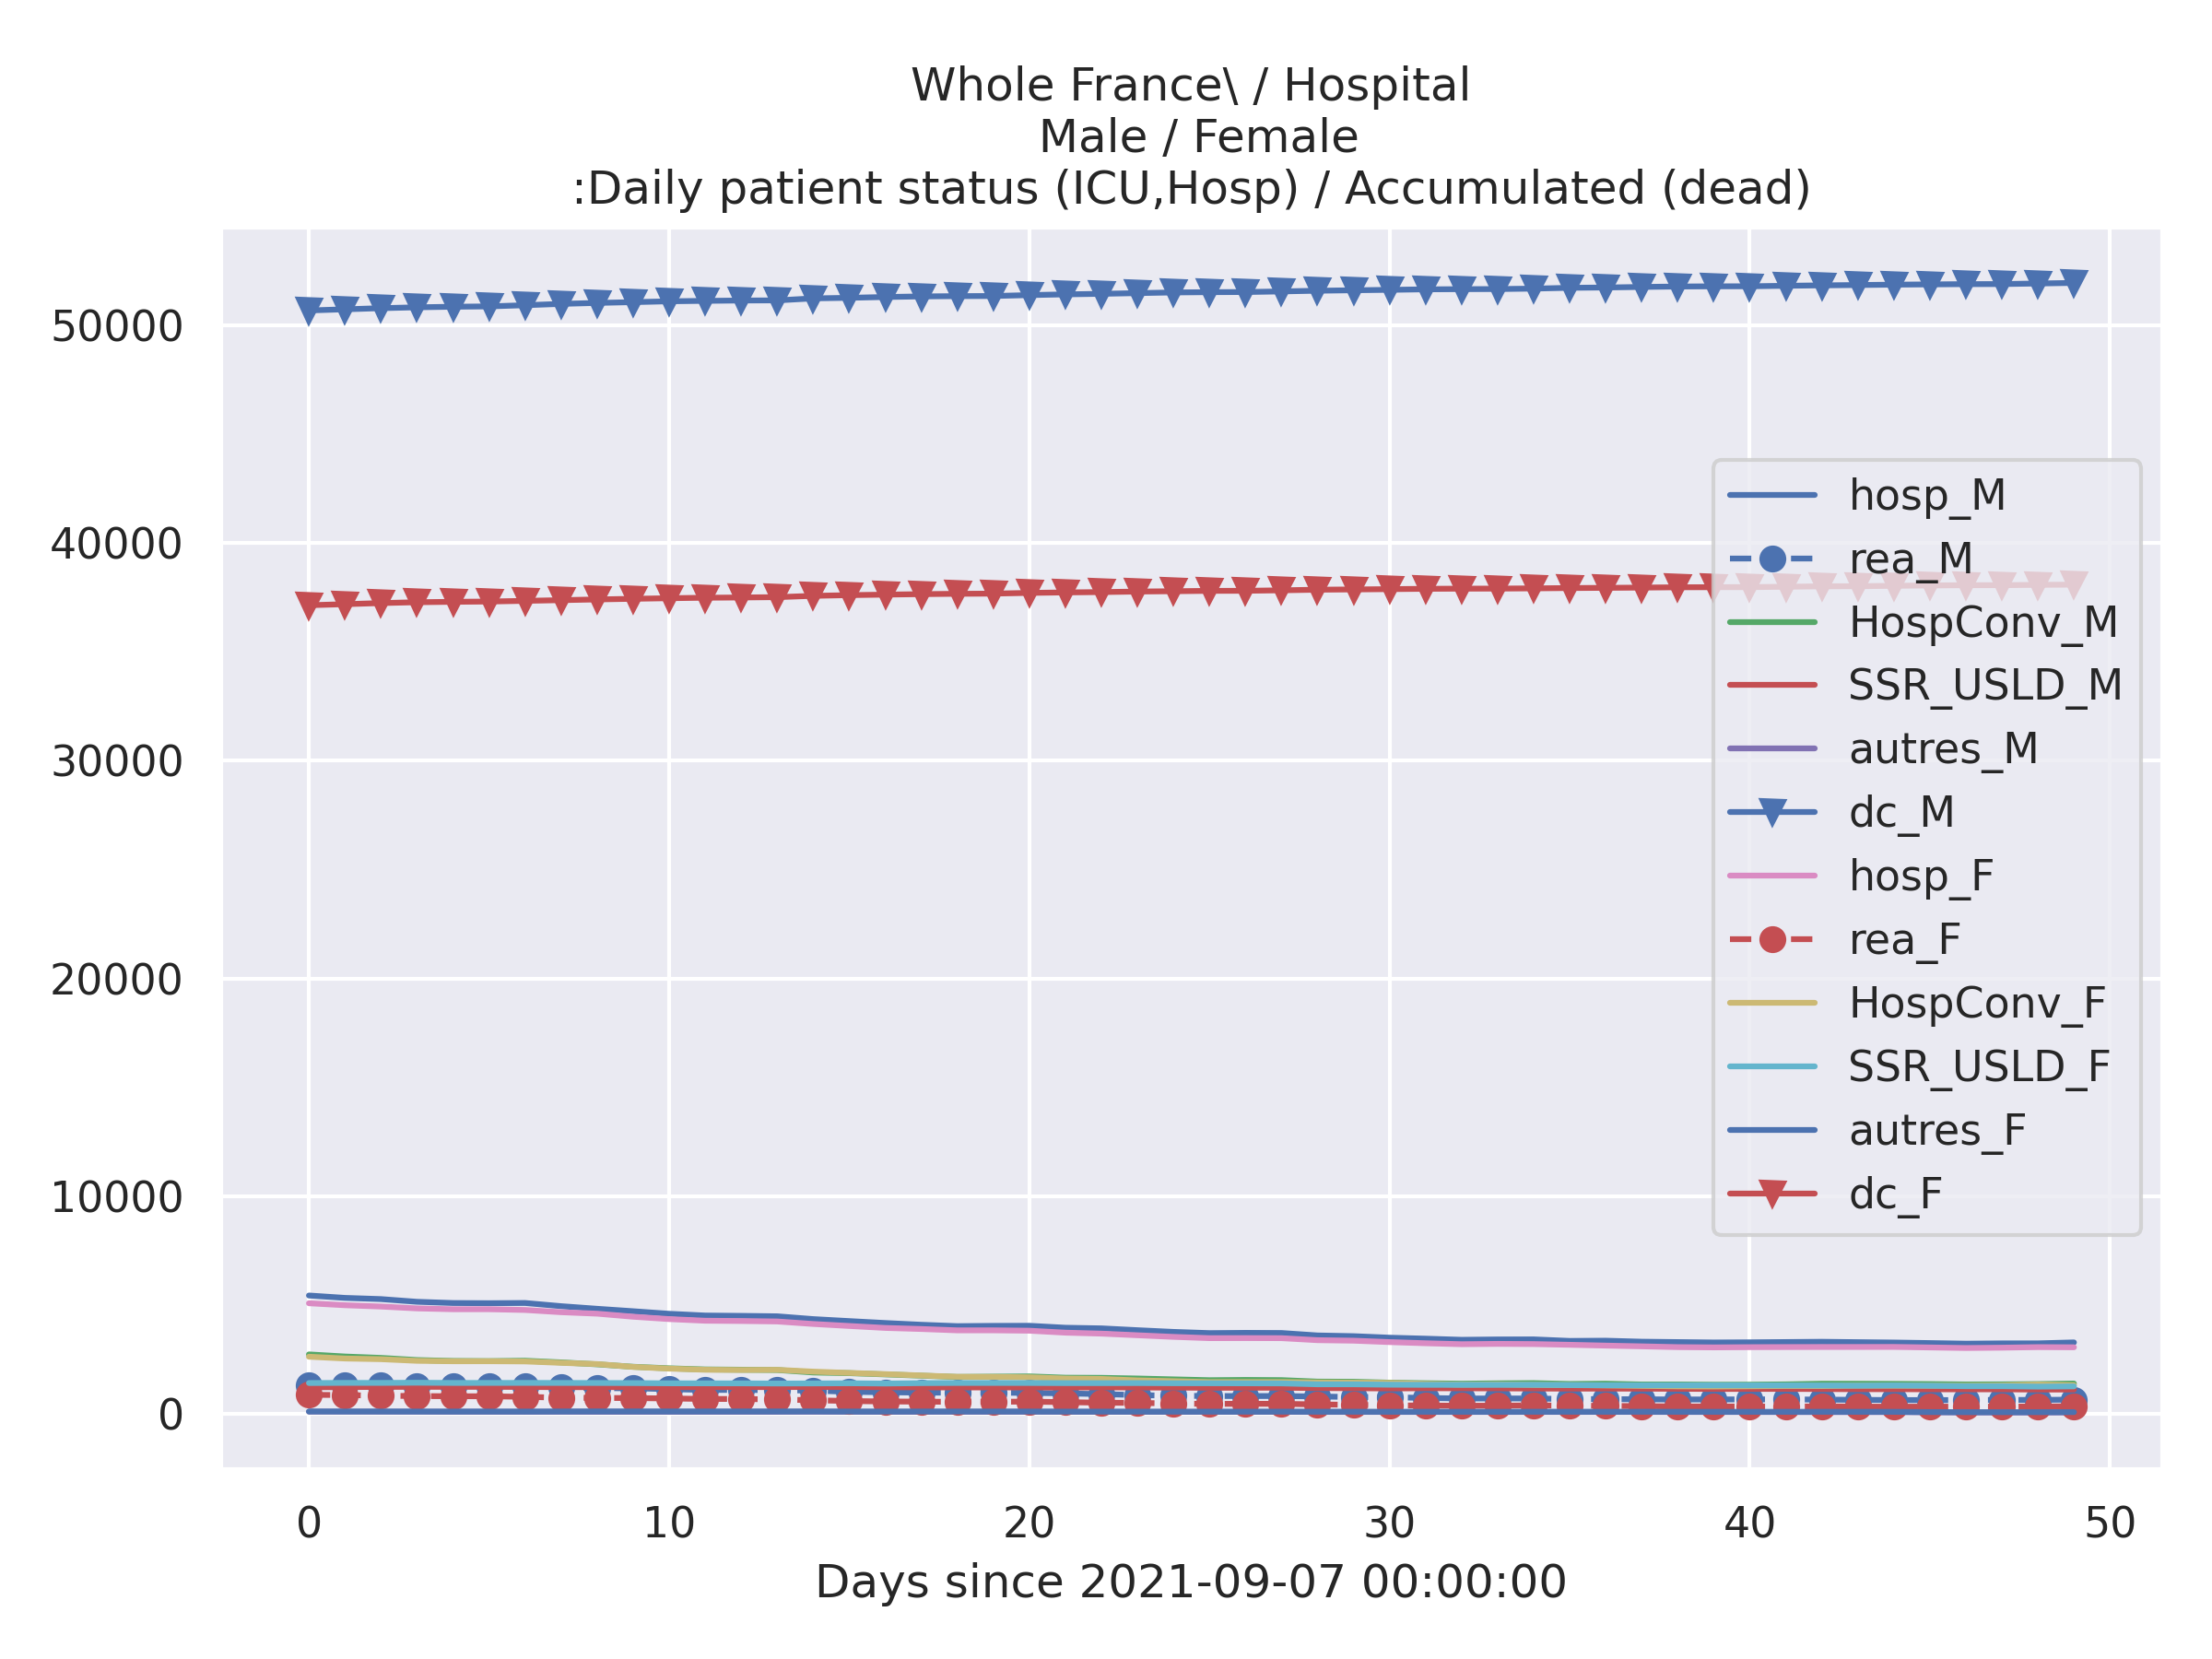 Whole France\ / Hospital
Male / Female
:Daily patient status (ICU,Hosp) / Accumulated (dead)
50000
40000
30000
20000
10000
0
hosp_M
rea_M
HospConv_M
SSR_USLD_M
autres_M
dc_M
hosp_F
rea_F
HospConv_F
SSR_USLD_F
autres_F
dc_F
0 10 20 30 40 50
Days since 2021-09-07 00:00:00